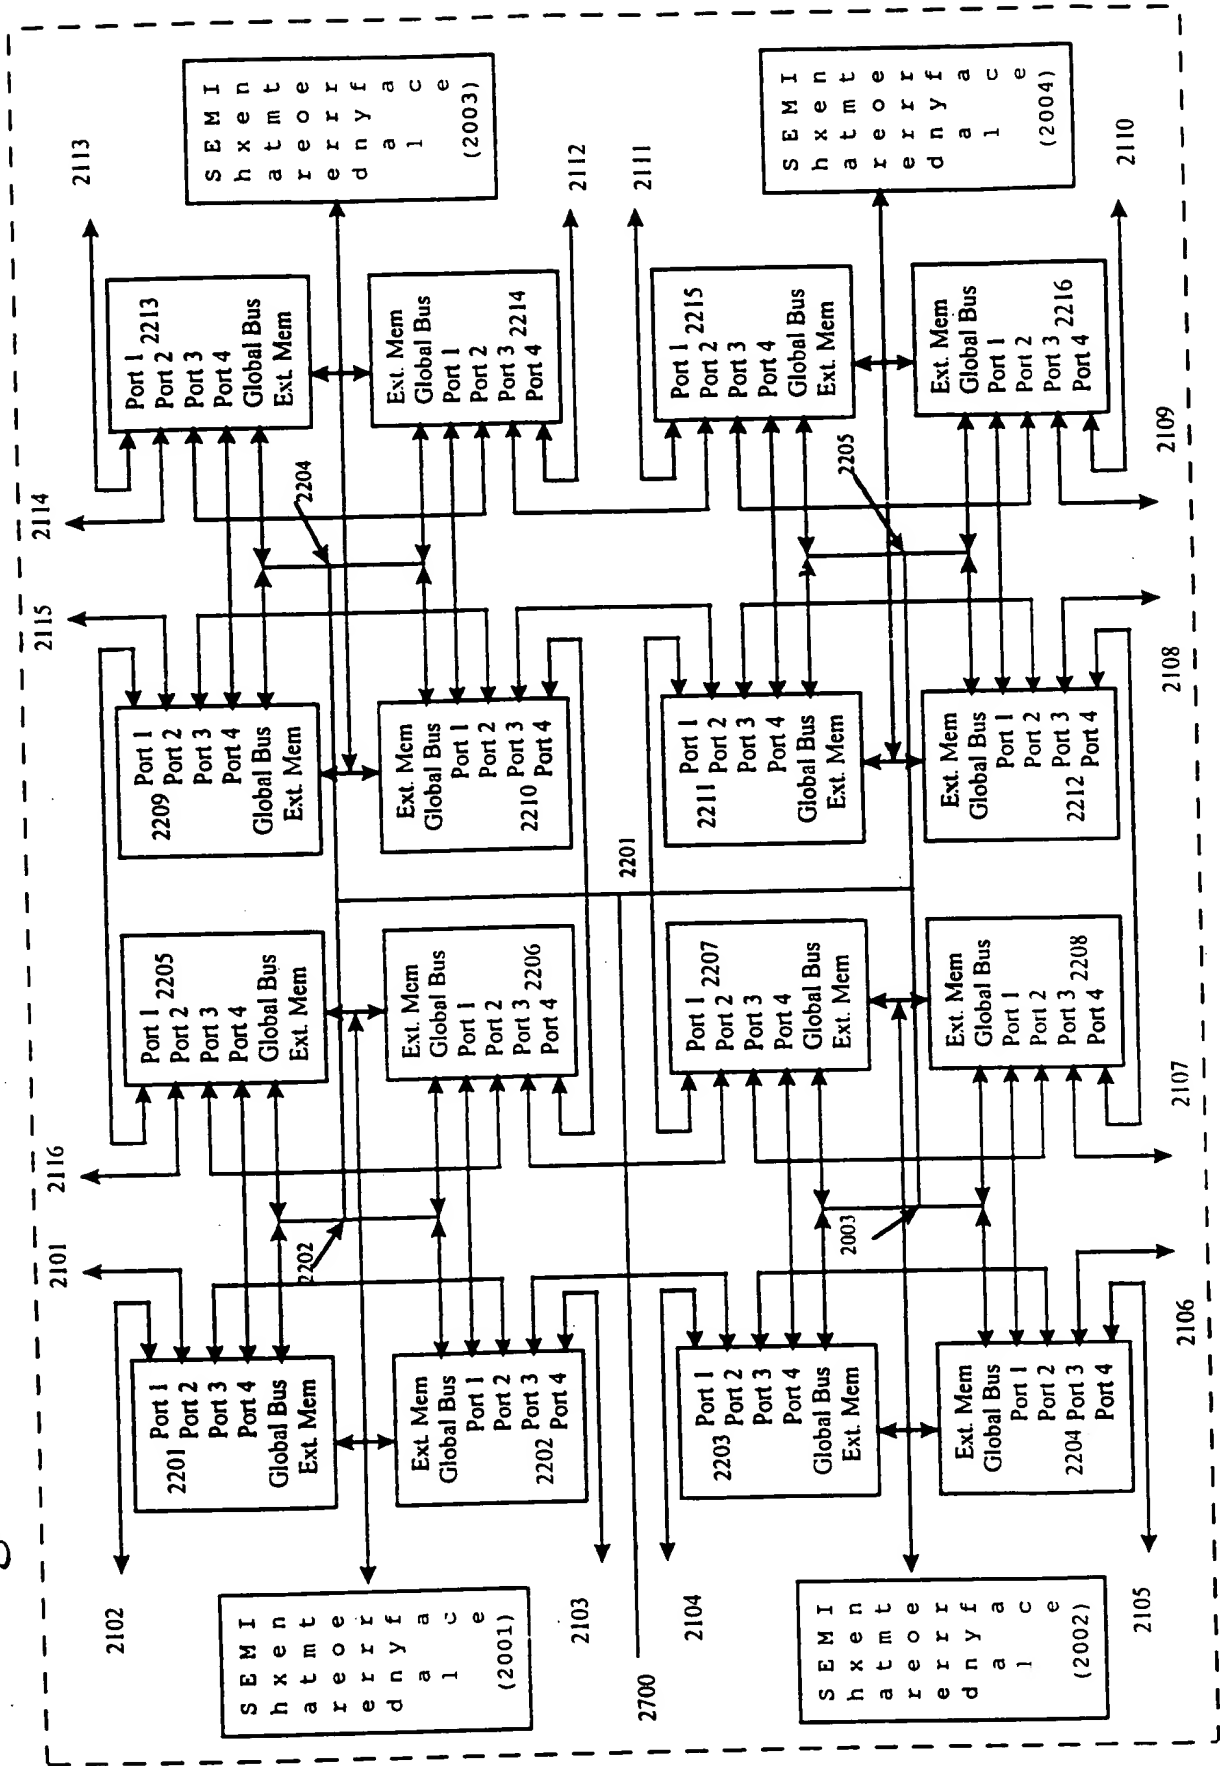 2102
2101
2116
2115
2114
2113
Port 1
2201
Port 2
Port 3
Port 4
Global Bus
Ext. Mem
Port 1
2205
Port 2
Port 3
Port 4
Global Bus
Ext. Mem
Port 1
2209
Port 2
Port 3
Port 4
Global Bus
Ext. Mem
Port 1
2213
Port 2
Port 3
Port 4
Global Bus
Ext. Mem
S E M I
h x e n
a t m t
r e o e
e r r r
d n y f
a a
l c
e
(2001)
2202
2204
S E M I
h x e n
a t m t
r e o e
e r r r
d n y f
a a
l c
e
(2003)
Ext. Mem
Global Bus
Port 1
Port 2
Port 3
2202
Port 4
Ext. Mem
Global Bus
Port 1
Port 2
Port 3
2206
Port 4
Ext. Mem
Global Bus
Port 1
Port 2
Port 3
2210
Port 4
Ext. Mem
Global Bus
Port 1
Port 2
Port 3
2214
Port 4
2103
2112
2700
2201
2104
2111
Port 1
2203
Port 2
Port 3
Port 4
Global Bus
Ext. Mem
Port 1
2207
Port 2
Port 3
Port 4
Global Bus
Ext. Mem
Port 1
2211
Port 2
Port 3
Port 4
Global Bus
Ext. Mem
Port 1
2215
Port 2
Port 3
Port 4
Global Bus
Ext. Mem
S E M I
h x e n
a t m t
r e o e
e r r r
d n y f
a a
l c
e
(2002)
2003
2205
S E M I
h x e n
a t m t
r e o e
e r r r
d n y f
a a
l c
e
(2004)
Ext. Mem
Global Bus
Port 1
Port 2
2204 Port 3
Port 4
Ext. Mem
Global Bus
Port 1
Port 2
Port 3
2208
Port 4
Ext. Mem
Global Bus
Port 1
Port 2
2212 Port 3
Port 4
Ext. Mem
Global Bus
Port 1
Port 2
Port 3 2216
Port 4
2105
2106
2107
2108
2109
2110